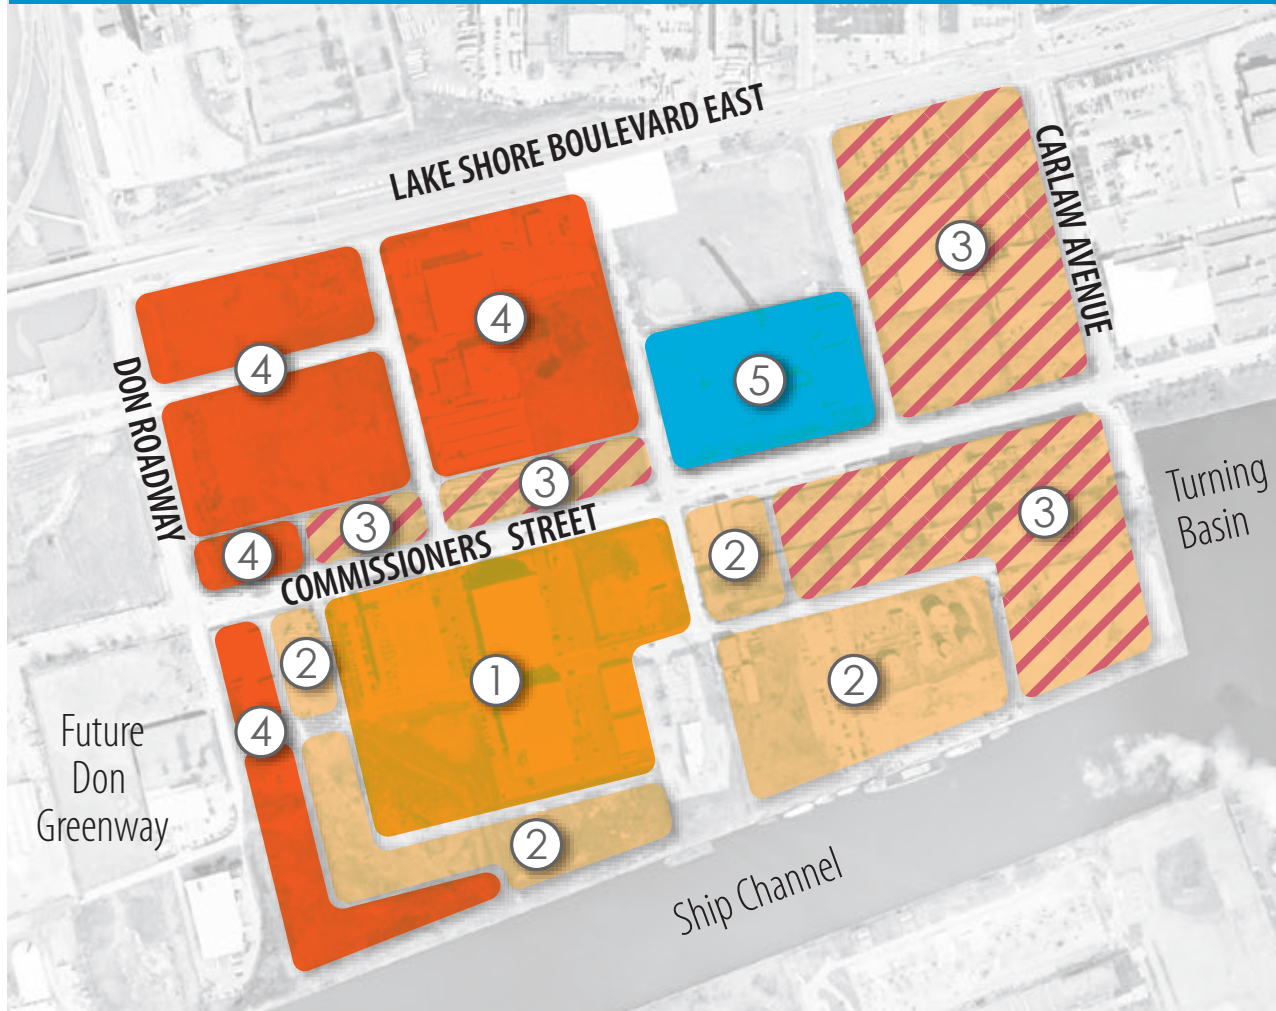 LAKE SHORE BOULEVARD EAST
CARLAW AVENUE
3
4
4
5
DON ROADWAY
3
3
4
3
2
COMMISSIONERS STREET
Turning
Basin
2
1
2
4
Future
Don
Greenway
2
Ship Channel